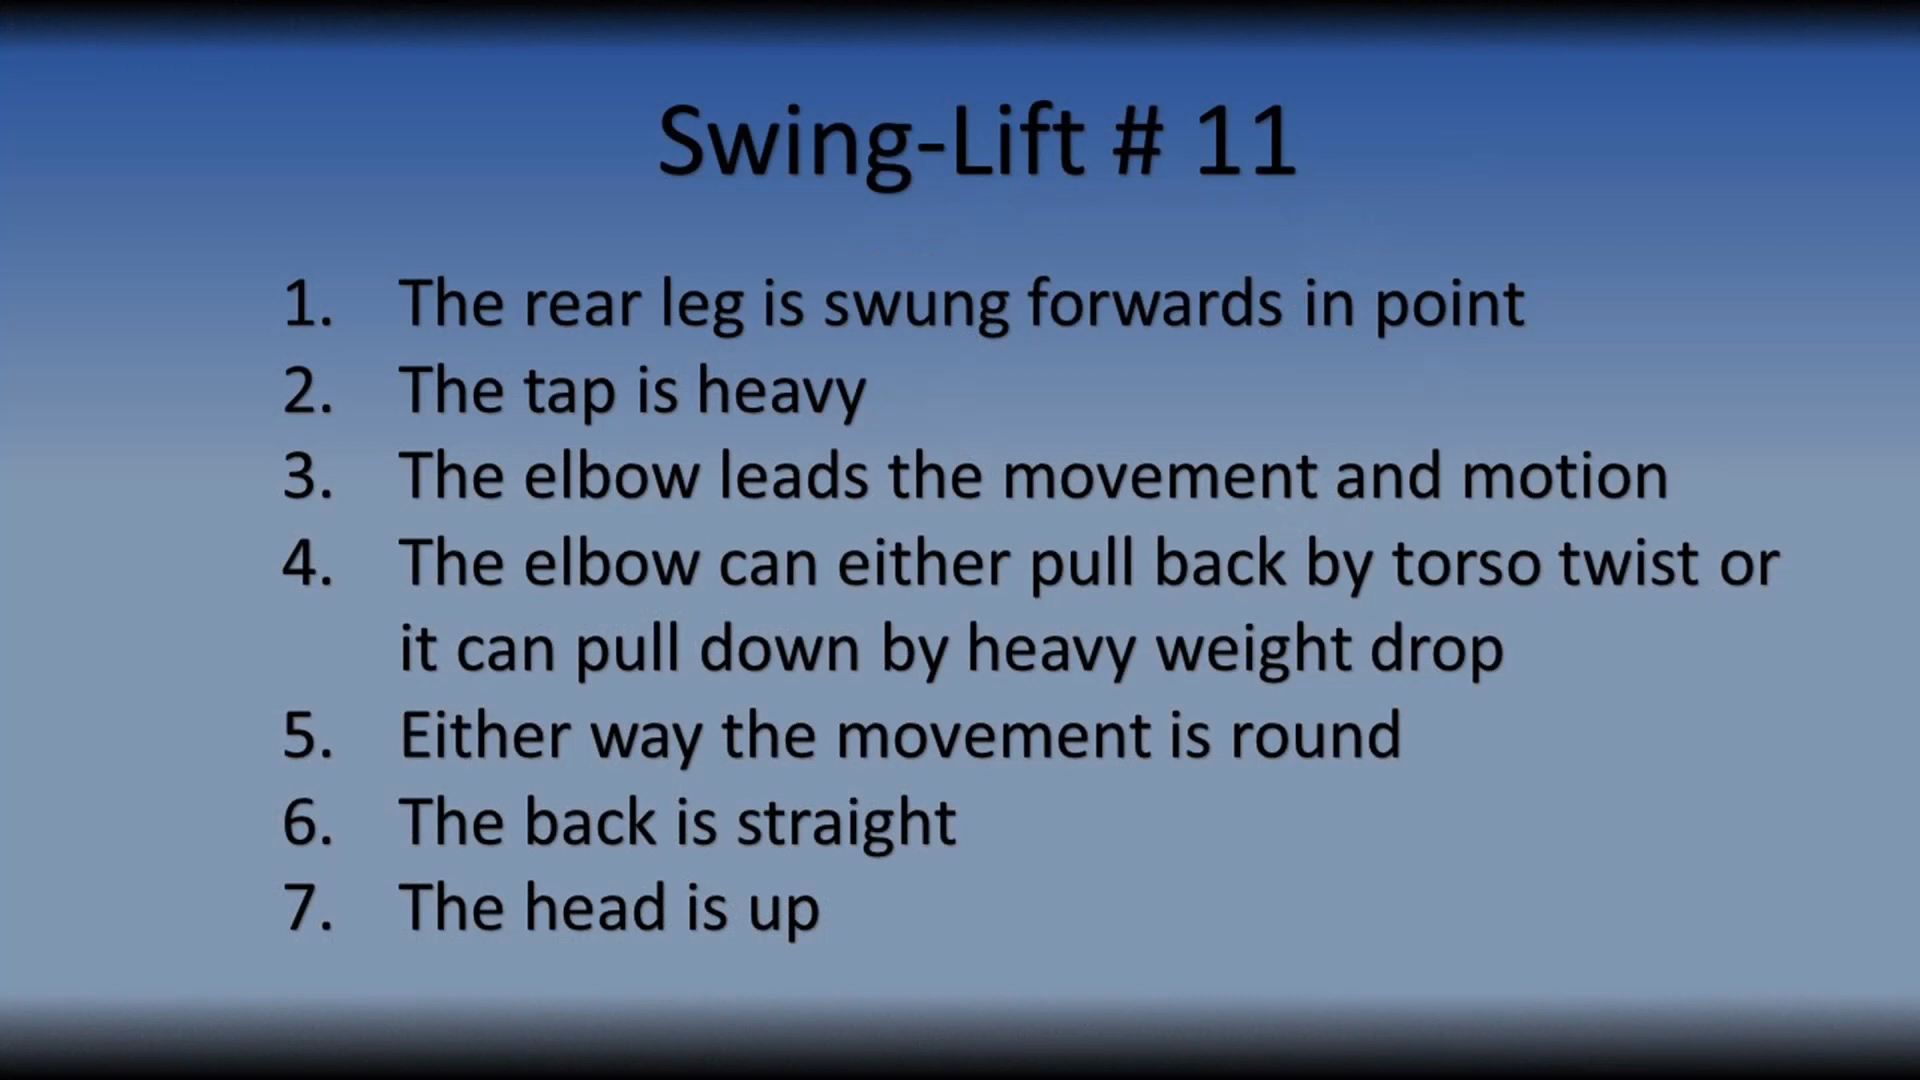 Swing-Lift # 11
1. The rear leg is swung forwards in point
2. The tap is heavy
3. The elbow leads the movement and motion
4. The elbow can either pull back by torso twist or
it can pull down by heavy weight drop
5. Either way the movement is round
6. The back is straight
7. The head is up